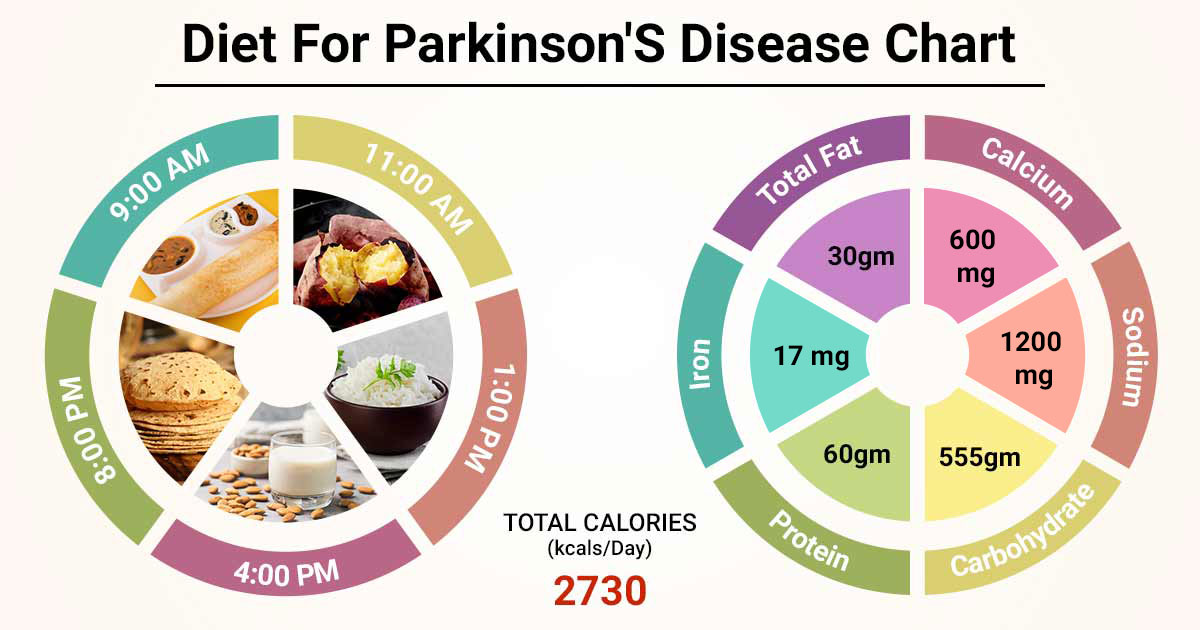 Diet For Parkinson'S Disease Chart
9:00 AM
11:00 AM
1:00 PM
4:00 PM
8:00 PM
TOTAL CALORIES
(kcals/Day)
2730
Total Fat
30gm
Calcium
600
mg
Sodium
1200
mg
Carbohydrate
555gm
Protein
60gm
Iron
17 mg